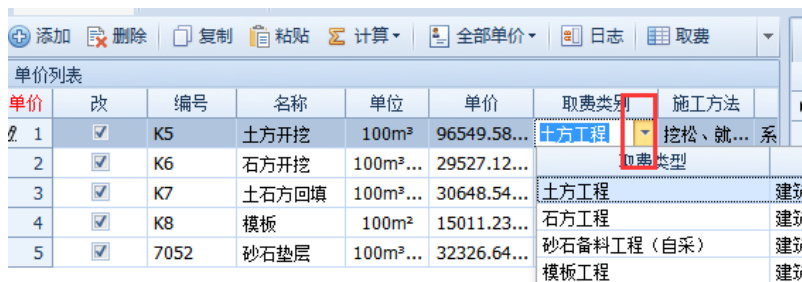 添加 删除 复制 粘贴 计算 全部单价 日志 取费
单价列表
单价 改 编号 名称 单位 单价 取费类别 施工方法
1 K5 土方开挖 100m³ 96549.58... 土方工程 挖松、就... 系
取费类型
2 K6 石方开挖 100m³... 29527.12...
3 K7 土石方回填 100m³... 30648.54... 土方工程
4 K8 模板 100m² 15011.23... 石方工程
5 7052 砂石垫层 100m³... 32326.64... 砂石备料工程（自采）
模板工程